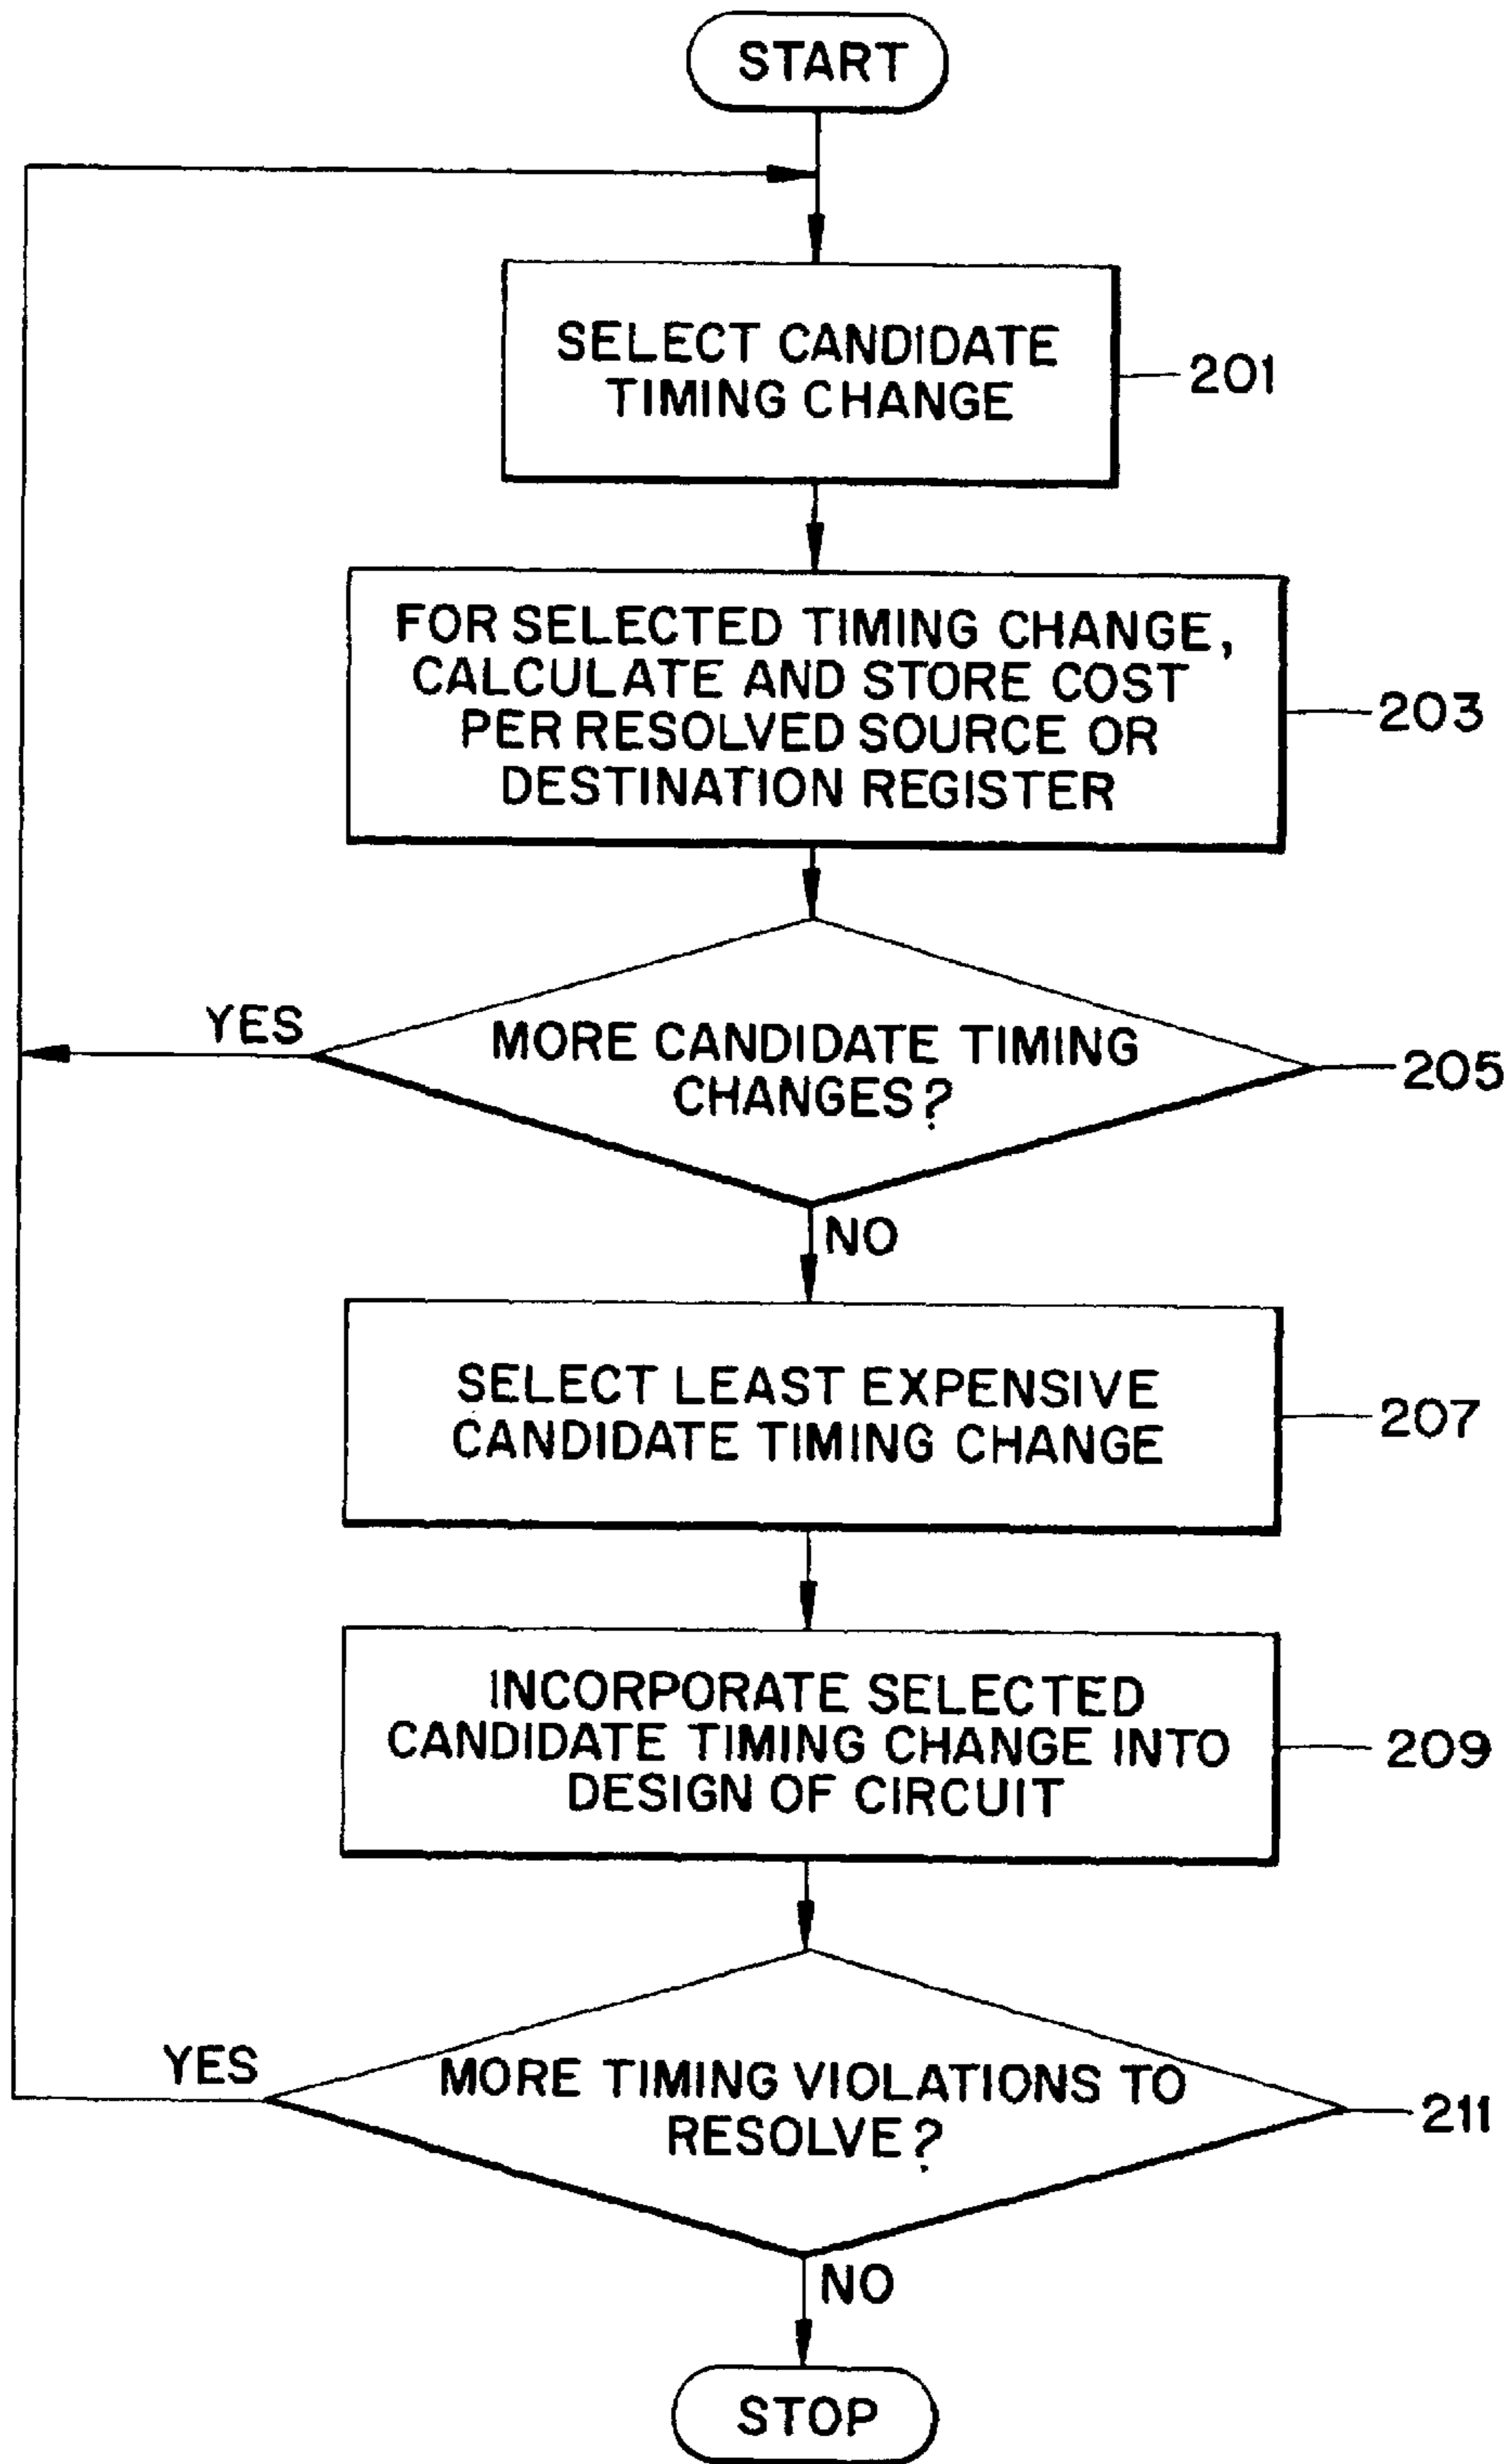 START
SELECT CANDIDATE
TIMING CHANGE
201
FOR SELECTED TIMING CHANGE,
CALCULATE AND STORE COST
PER RESOLVED SOURCE OR
DESTINATION REGISTER
203
YES
MORE CANDIDATE TIMING
CHANGES?
205
NO
SELECT LEAST EXPENSIVE
CANDIDATE TIMING CHANGE
207
INCORPORATE SELECTED
CANDIDATE TIMING CHANGE INTO
DESIGN OF CIRCUIT
209
YES
MORE TIMING VIOLATIONS TO
RESOLVE?
211
NO
STOP